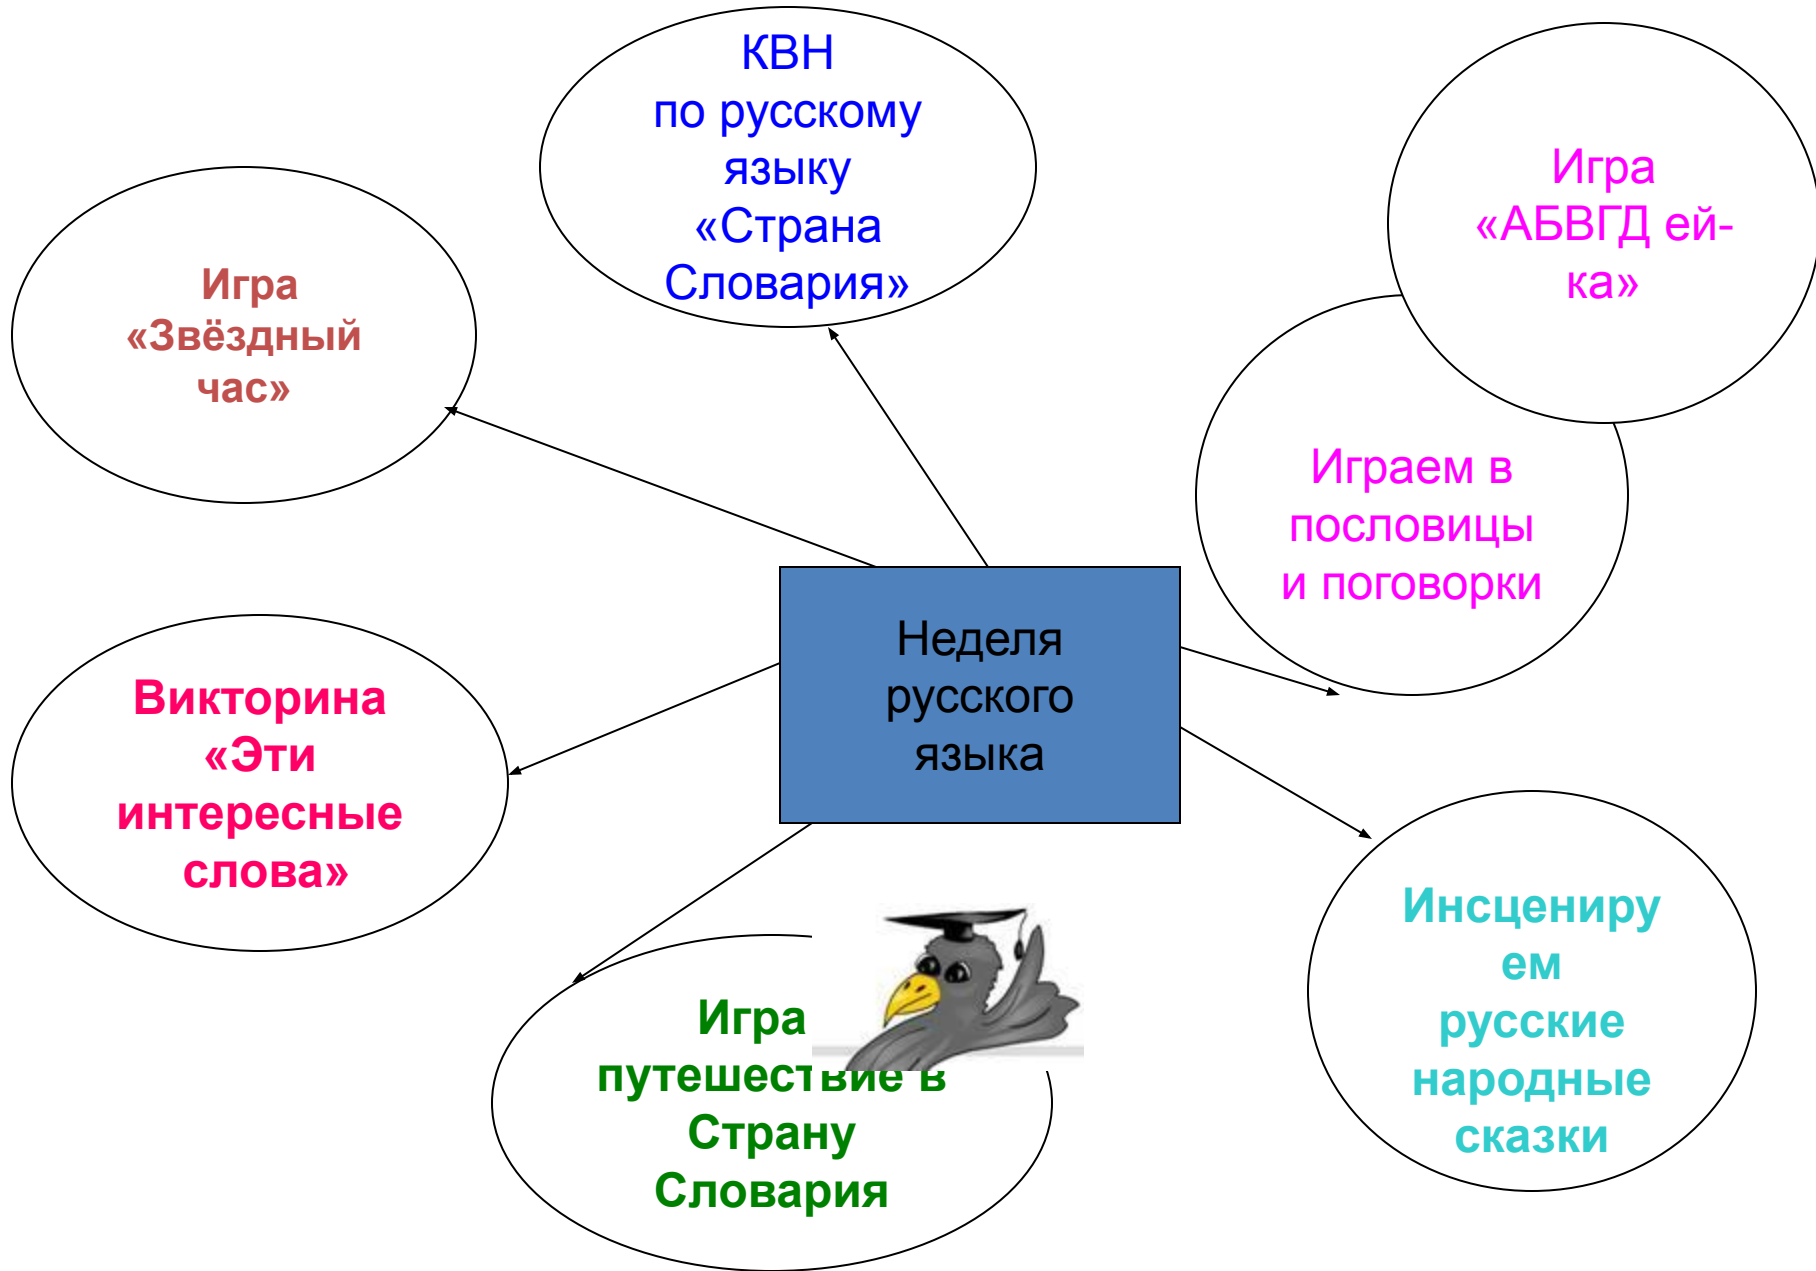 КВН
по русскому
языку
«Страна
Словария»
Игра
«АБВГД ей-
ка»
Игра
«Звёздный
час»
Играем в
пословицы
и поговорки
Неделя
русского
языка
Викторина
«Эти
интересные
слова»
Инсцениру
ем
русские
народные
сказки
Игра
путешествие в
Страну
Словария